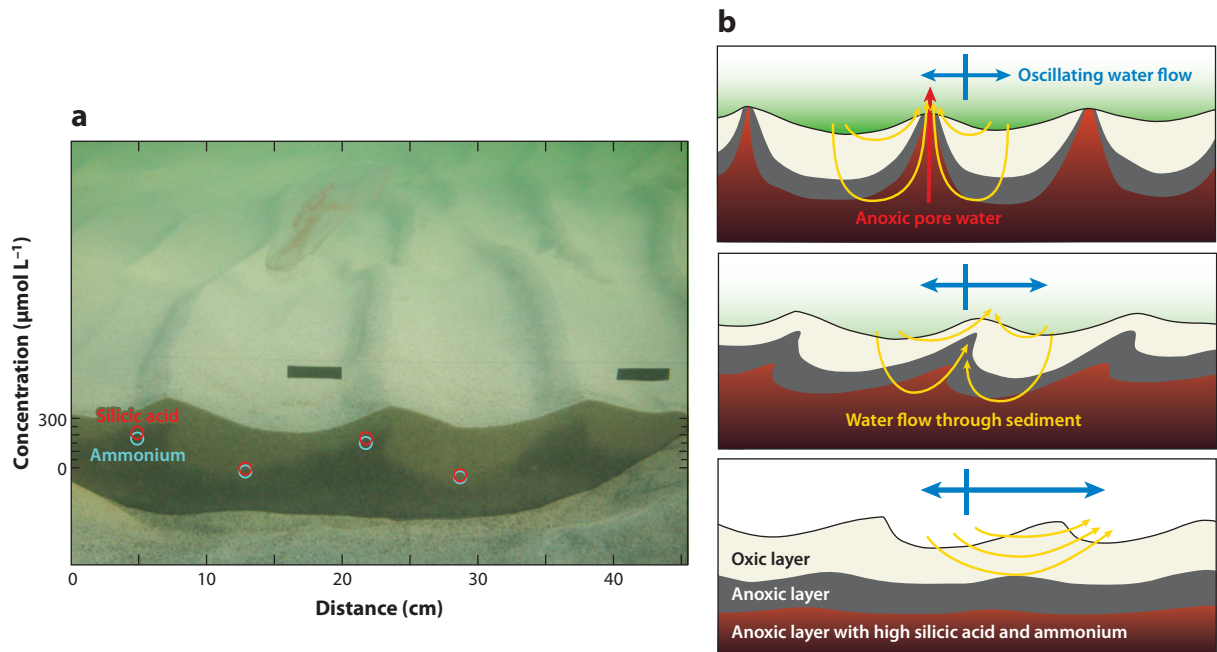 a
Concentration (μmol L⁻¹)
300
0
Silicic acid
Ammonium
0
10
20
30
40
Distance (cm)
b
Oscillating water flow
Anoxic pore water
Water flow through sediment
Oxic layer
Anoxic layer
Anoxic layer with high silicic acid and ammonium